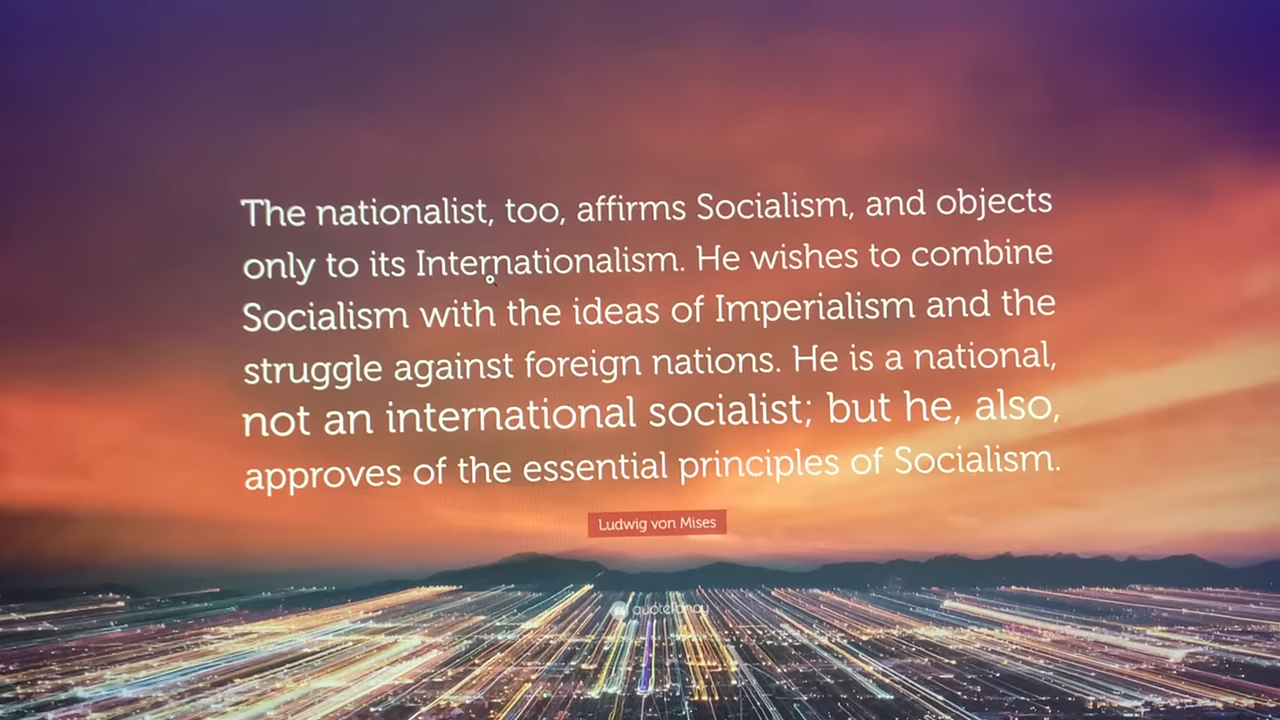 The nationalist, too, affirms Socialism, and objects
only to its Internationalism. He wishes to combine
Socialism with the ideas of Imperialism and the
struggle against foreign nations. He is a national,
not an international socialist; but he, also,
approves of the essential principles of Socialism.
Ludwig von Mises
quotefancy